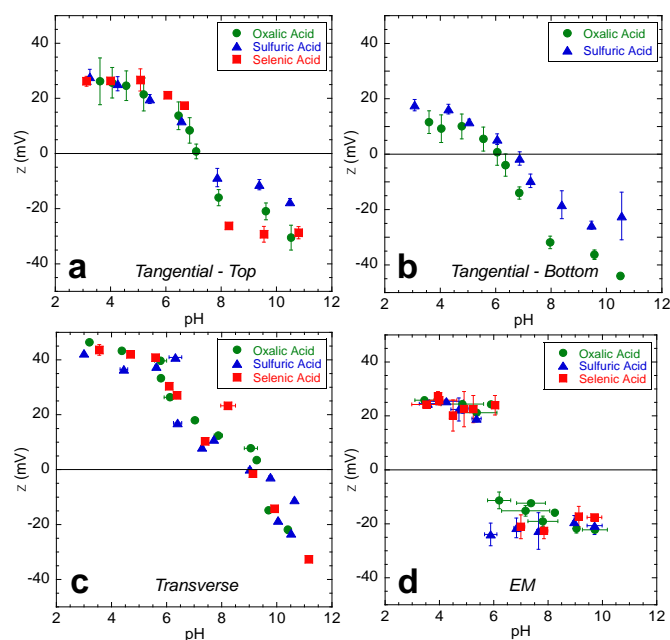 Oxalic Acid
Sulfuric Acid
Selenic Acid
40
20
0
-20
-40
z (mV)
a
Tangential - Top
2 4 6 8 10 12
pH
Oxalic Acid
Sulfuric Acid
40
20
0
-20
-40
z (mV)
b
Tangential - Bottom
2 4 6 8 10 12
pH
Oxalic Acid
Sulfuric Acid
Selenic Acid
40
20
0
-20
-40
z (mV)
c
Transverse
2 4 6 8 10 12
pH
Oxalic Acid
Sulfuric Acid
Selenic Acid
40
20
0
-20
-40
z (mV)
d
EM
2 4 6 8 10 12
pH